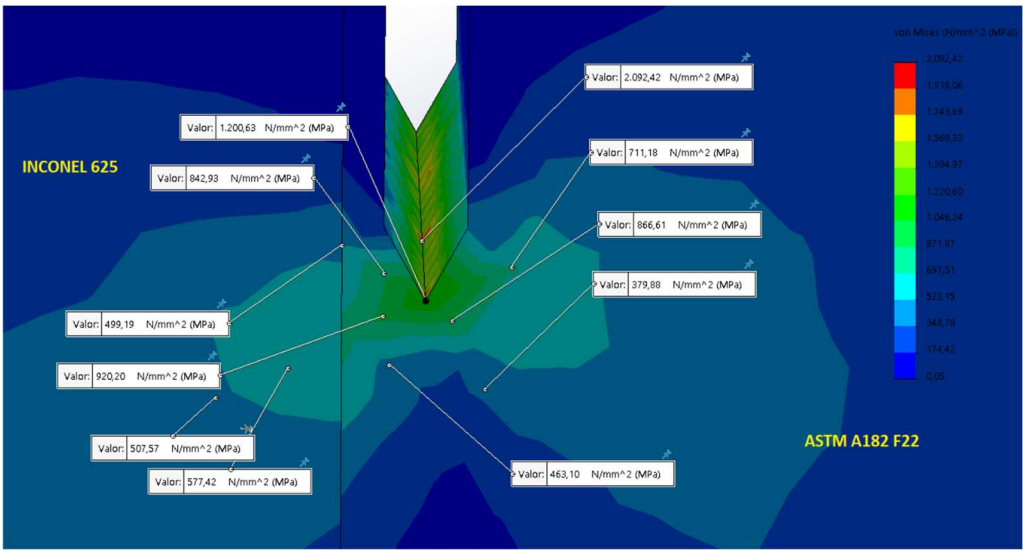 von Mises (N/mm^2 (MPa))
2.092,42
1.918,06
1.743,69
1.569,33
1.394,97
1.220,60
1.046,24
871,87
697,51
523,15
348,78
174,42
0,05
Valor: 2.092,42 N/mm^2 (MPa)
Valor: 1.200,63 N/mm^2 (MPa)
Valor: 711,18 N/mm^2 (MPa)
INCONEL 625
Valor: 842,93 N/mm^2 (MPa)
Valor: 866,61 N/mm^2 (MPa)
Valor: 379,88 N/mm^2 (MPa)
Valor: 499,19 N/mm^2 (MPa)
Valor: 920,20 N/mm^2 (MPa)
Valor: 507,57 N/mm^2 (MPa)
ASTM A182 F22
Valor: 577,42 N/mm^2 (MPa)
Valor: 463,10 N/mm^2 (MPa)